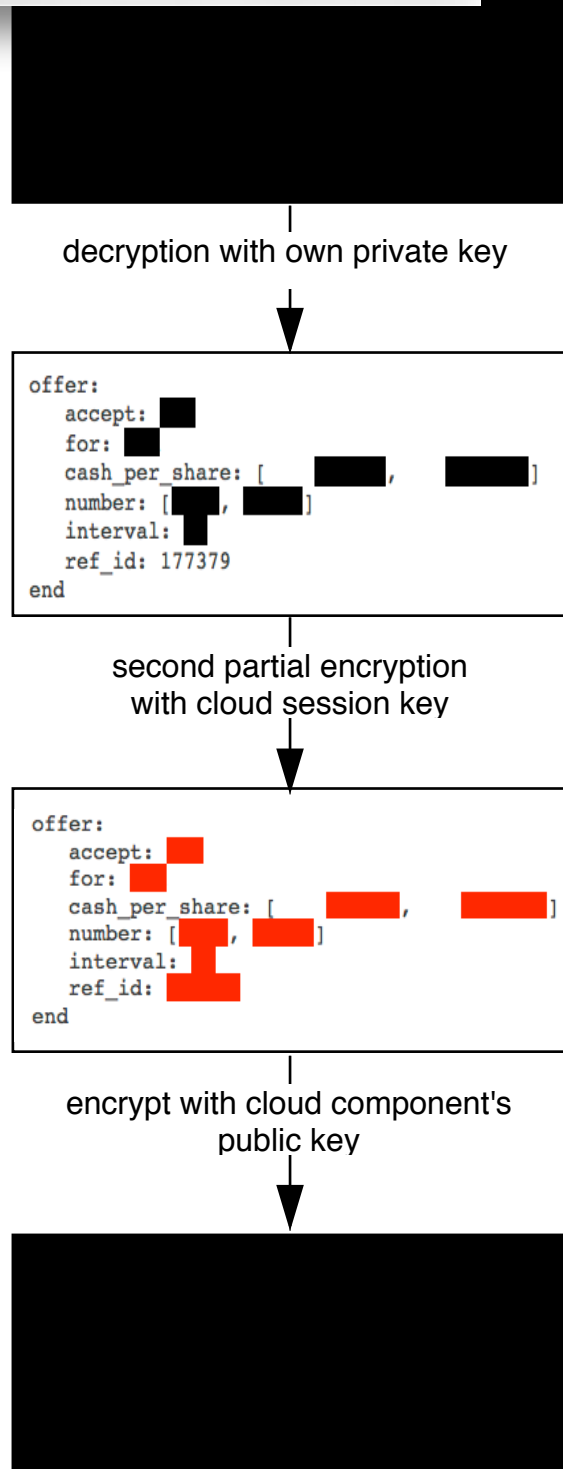 decryption with own private key
offer:
accept:
for:
cash_per_share: [ , ]
number: [ , ]
interval:
ref_id: 177379
end
second partial encryption
with cloud session key
offer:
accept:
for:
cash_per_share: [ , ]
number: [ , ]
interval:
ref_id:
end
encrypt with cloud component's
public key